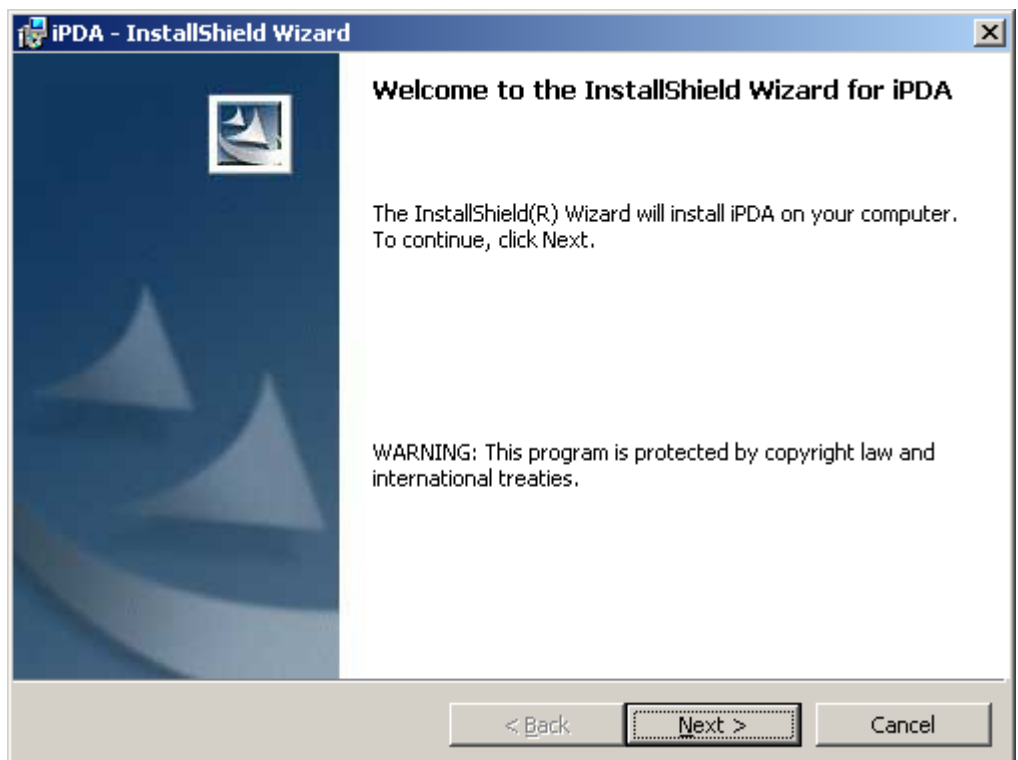 iPDA - InstallShield Wizard
Welcome to the InstallShield Wizard for iPDA
The InstallShield(R) Wizard will install iPDA on your computer.
To continue, click Next.
WARNING: This program is protected by copyright law and
international treaties.
< Back
Next >
Cancel